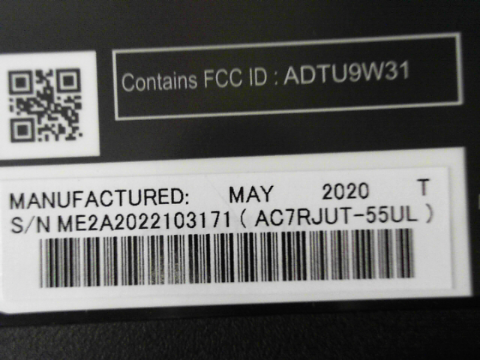 Contains FCC ID : ADTU9W31
MANUFACTURED: MAY 2020 T
S/N ME2A2022103171 ( AC7RJUT-55UL )